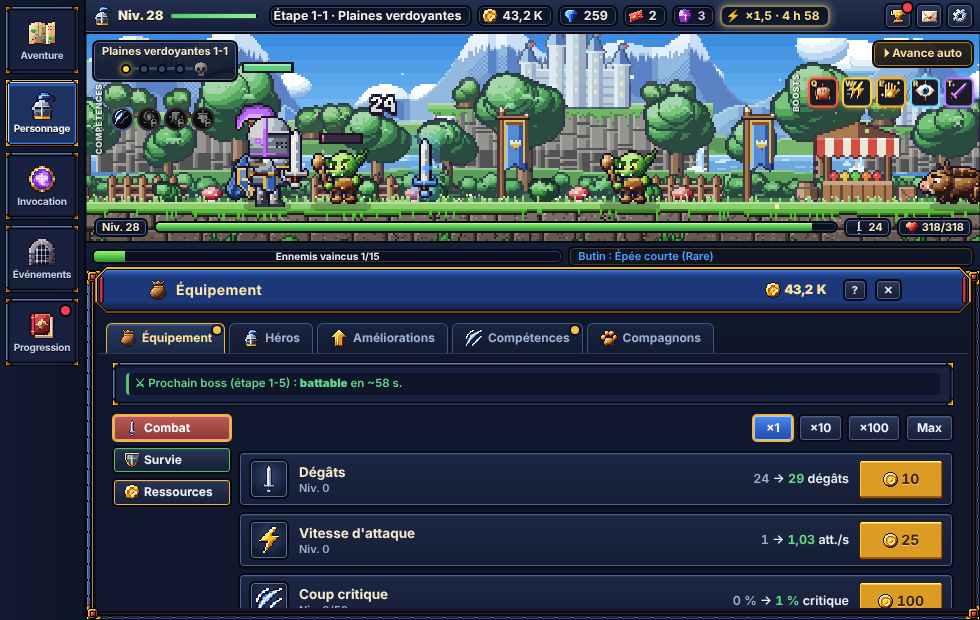 Niv. 28
Étape 1-1 · Plaines verdoyantes
43,2 K
259
2
3
×1,5 · 4 h 58
Aventure
Personnage
Invocation
Événements
Progression
Plaines verdoyantes 1-1
Avance auto
COMPÉTENCES
BOOSTS
24
Niv. 28
24
318/318
Ennemis vaincus 1/15
Butin : Épée courte (Rare)
Équipement
43,2 K
?
×
Équipement
Héros
Améliorations
Compétences
Compagnons
Prochain boss (étape 1-5) : battable en ~58 s.
Combat
Survie
Ressources
×1
×10
×100
Max
Dégâts
Niv. 0
24 → 29 dégâts
10
Vitesse d'attaque
Niv. 0
1 → 1,03 att./s
25
Coup critique
0 % → 1 % critique
100